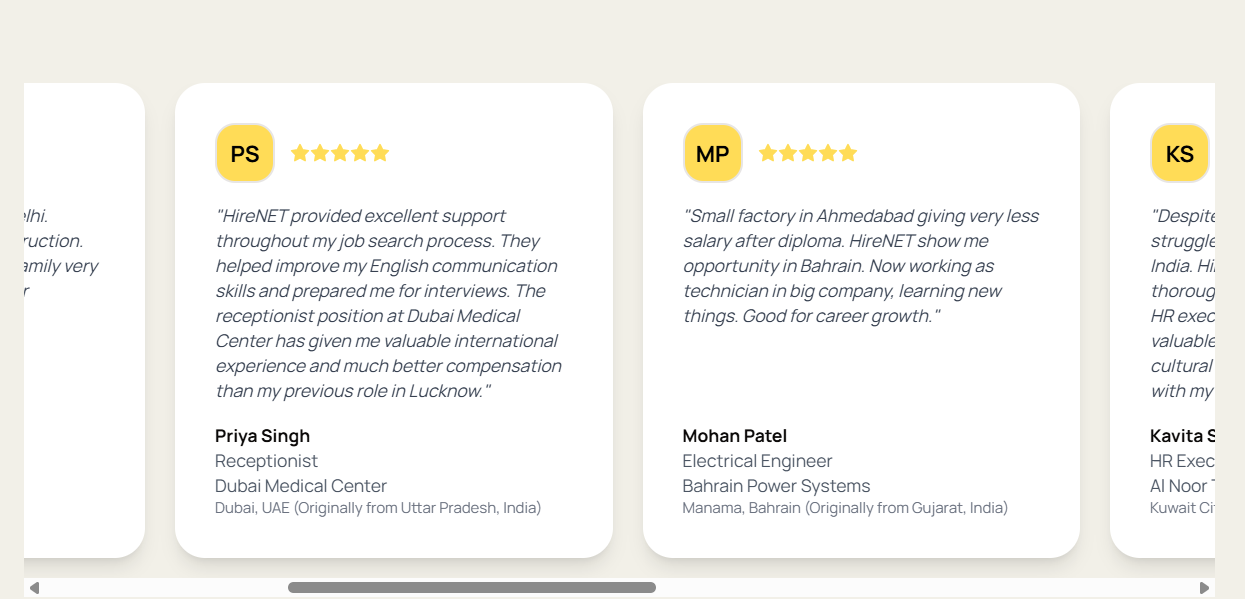 elhi.
ruction.
amily very
r
PS
"HireNET provided excellent support
throughout my job search process. They
helped improve my English communication
skills and prepared me for interviews. The
receptionist position at Dubai Medical
Center has given me valuable international
experience and much better compensation
than my previous role in Lucknow."
Priya Singh
Receptionist
Dubai Medical Center
Dubai, UAE (Originally from Uttar Pradesh, India)
MP
"Small factory in Ahmedabad giving very less
salary after diploma. HireNET show me
opportunity in Bahrain. Now working as
technician in big company, learning new
things. Good for career growth."
Mohan Patel
Electrical Engineer
Bahrain Power Systems
Manama, Bahrain (Originally from Gujarat, India)
KS
"Despite
struggle
India. Hi
thoroug
HR exec
valuable
cultural
with my
Kavita S
HR Exec
Al Noor T
Kuwait Ci